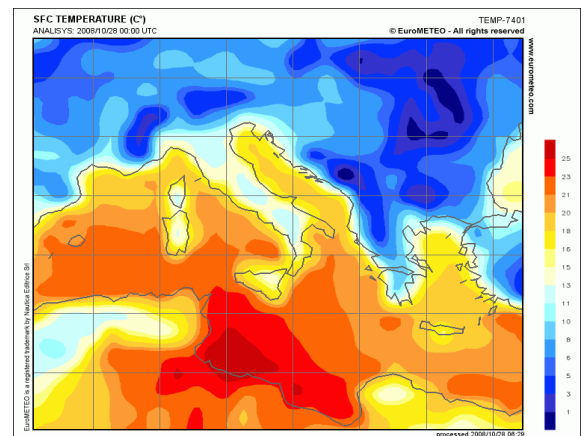 SFC TEMPERATURE (C°)
TEMP-7401
ANALISYS: 2008/10/28 00:00 UTC
© EuroMETEO - All rights reserved
www.eurometeo.com
EuroMETEO is a registered trademark by Nautica Editrice Srl
25
23
22
21
20
18
16
15
13
11
10
8
6
5
3
1
processed 2008/10/28 06:29